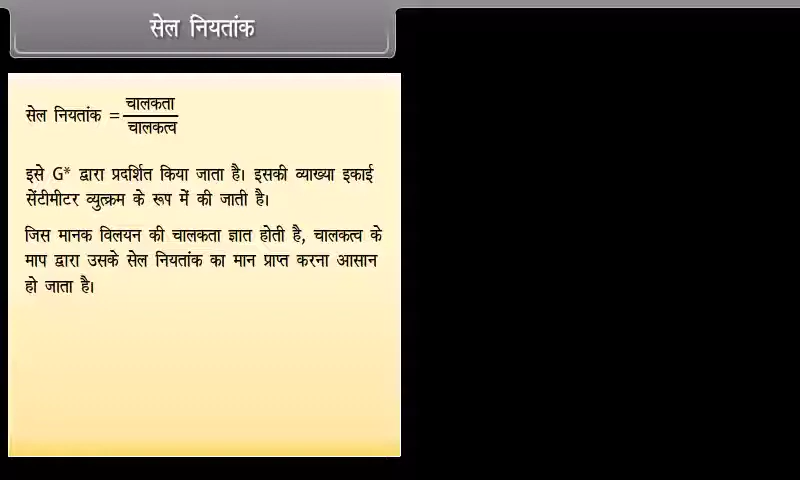 सेल नियतांक
सेल नियतांक = चालकता / चालकत्व
इसे G* द्वारा प्रदर्शित किया जाता है। इसकी व्याख्या इकाई
सेंटीमीटर व्युत्क्रम के रूप में की जाती है।
जिस मानक विलयन की चालकता ज्ञात होती है, चालकत्व के
माप द्वारा उसके सेल नियतांक का मान प्राप्त करना आसान
हो जाता है।